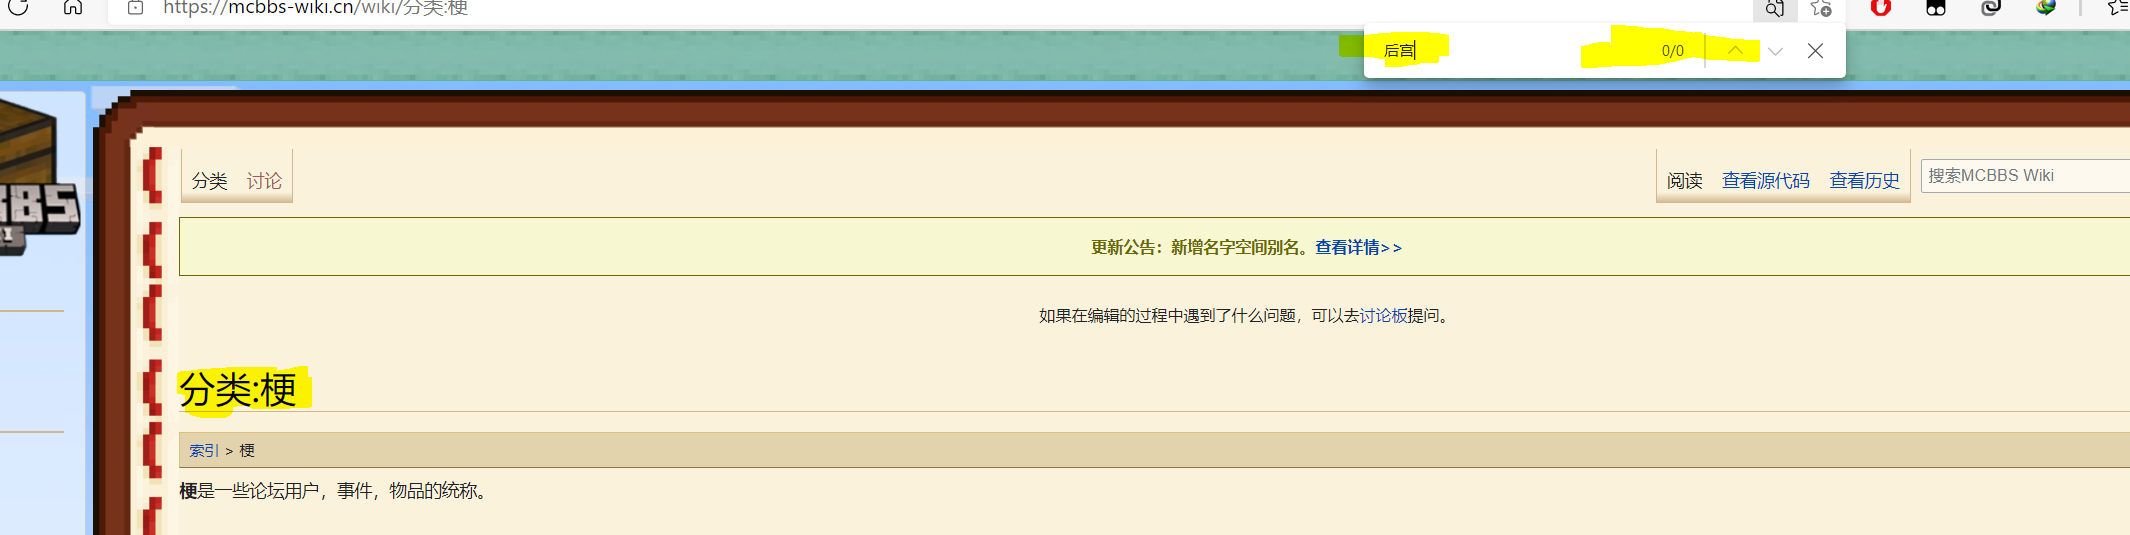 https://mcbbs-wiki.cn/wiki/分类:梗
后宫 0/0
BBS
分类 讨论 阅读 查看源代码 查看历史 搜索MCBBS Wiki
更新公告：新增名字空间别名。查看详情>>
如果在编辑的过程中遇到了什么问题，可以去讨论板提问。
分类:梗
索引 > 梗
梗是一些论坛用户，事件，物品的统称。